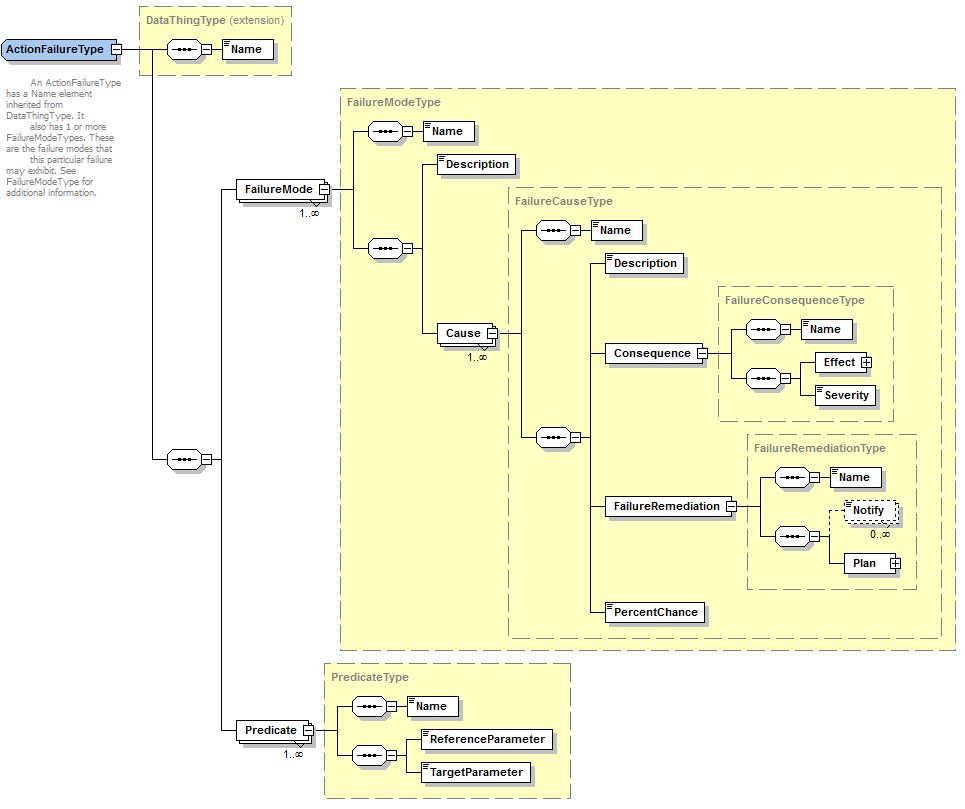 DataThingType (extension)
ActionFailureType
Name
An ActionFailureType
has a Name element
inherited from
DataThingType. It
also has 1 or more
FailureModeTypes. These
are the failure modes that
this particular failure
may exhibit. See
FailureModeType for
additional information.
FailureModeType
Name
Description
FailureMode
1..∞
FailureCauseType
Name
Description
Cause
1..∞
FailureConsequenceType
Name
Consequence
Effect
Severity
FailureRemediationType
Name
FailureRemediation
Notify
0..∞
Plan
PercentChance
PredicateType
Name
Predicate
1..∞
ReferenceParameter
TargetParameter